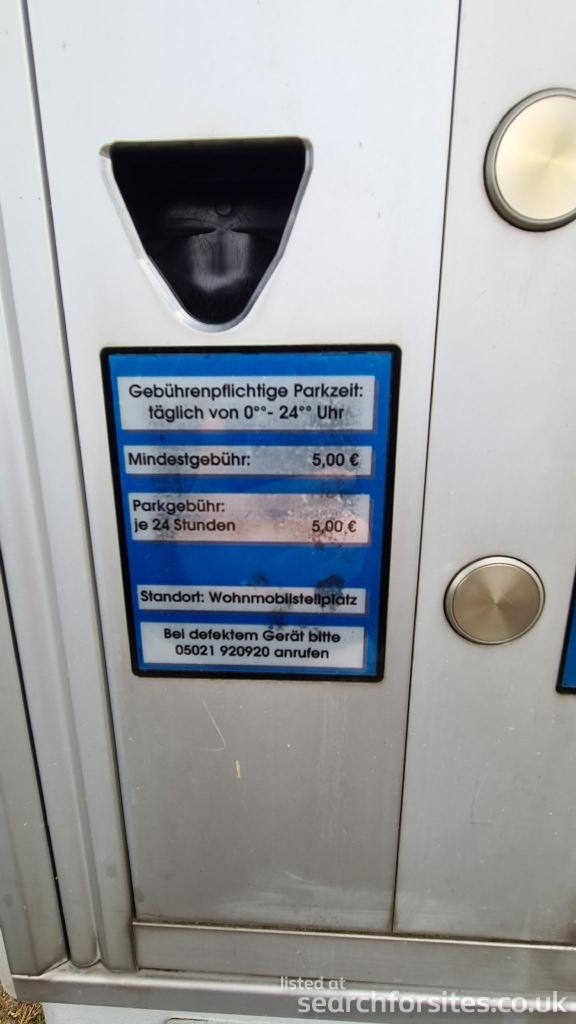 Gebührenpflichtige Parkzeit:
täglich von 0°°- 24°° Uhr
Mindestgebühr: 5,00 €
Parkgebühr:
je 24 Stunden 5,00 €
Standort: Wohnmobilstellplatz
Bei defektem Gerät bitte
05021 920920 anrufen
listed at
searchforsites.co.uk